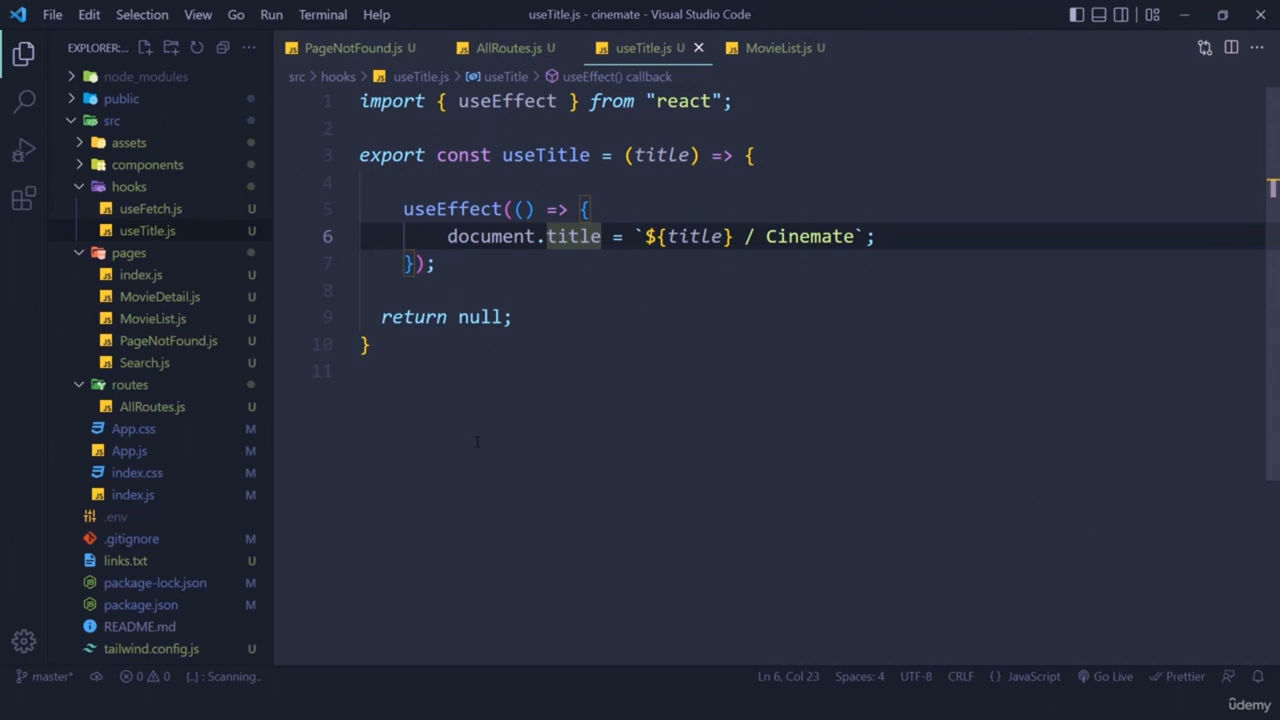 File Edit Selection View Go Run Terminal Help useTitle.js - cinemate - Visual Studio Code
EXPLORER:...
PageNotFound.js U AllRoutes.js U useTitle.js U MovieList.js U
src > hooks > useTitle.js > useTitle > useEffect() callback
node_modules
public
src
assets
components
hooks
useFetch.js U
useTitle.js U
pages
index.js U
MovieDetail.js U
MovieList.js U
PageNotFound.js U
Search.js U
routes
AllRoutes.js U
App.css M
App.js M
index.css M
index.js M
.env
.gitignore M
links.txt U
package-lock.json M
package.json M
README.md
tailwind.config.js U
1 import { useEffect } from "react";
2
3 export const useTitle = (title) => {
4
5 useEffect(() => {
6 document.title = `${title} / Cinemate`;
7 });
8
9 return null;
10 }
11
master* 0 0 {..} : Scanning.. Ln 6, Col 23 Spaces: 4 UTF-8 CRLF {} JavaScript Go Live Prettier
ûdemy